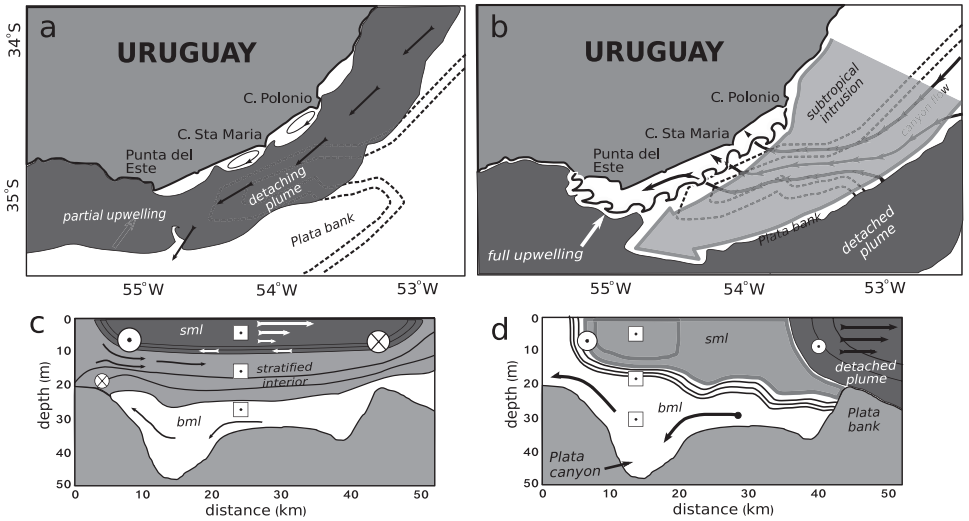 a
34°S
35°S
URUGUAY
C. Polonio
C. Sta Maria
Punta del
Este
partial upwelling
detaching
plume
Plata bank
55°W
54°W
53°W
b
URUGUAY
C. Polonio
C. Sta Maria
Punta del
Este
subtropical
intrusion
canyon flow
full upwelling
Plata bank
detached
plume
55°W
54°W
53°W
c
0
10
20
30
40
50
depth (m)
sml
stratified
interior
bml
0
10
20
30
40
50
distance (km)
d
0
10
20
30
40
50
depth (m)
sml
detached
plume
bml
Plata
bank
Plata
canyon
0
10
20
30
40
50
distance (km)